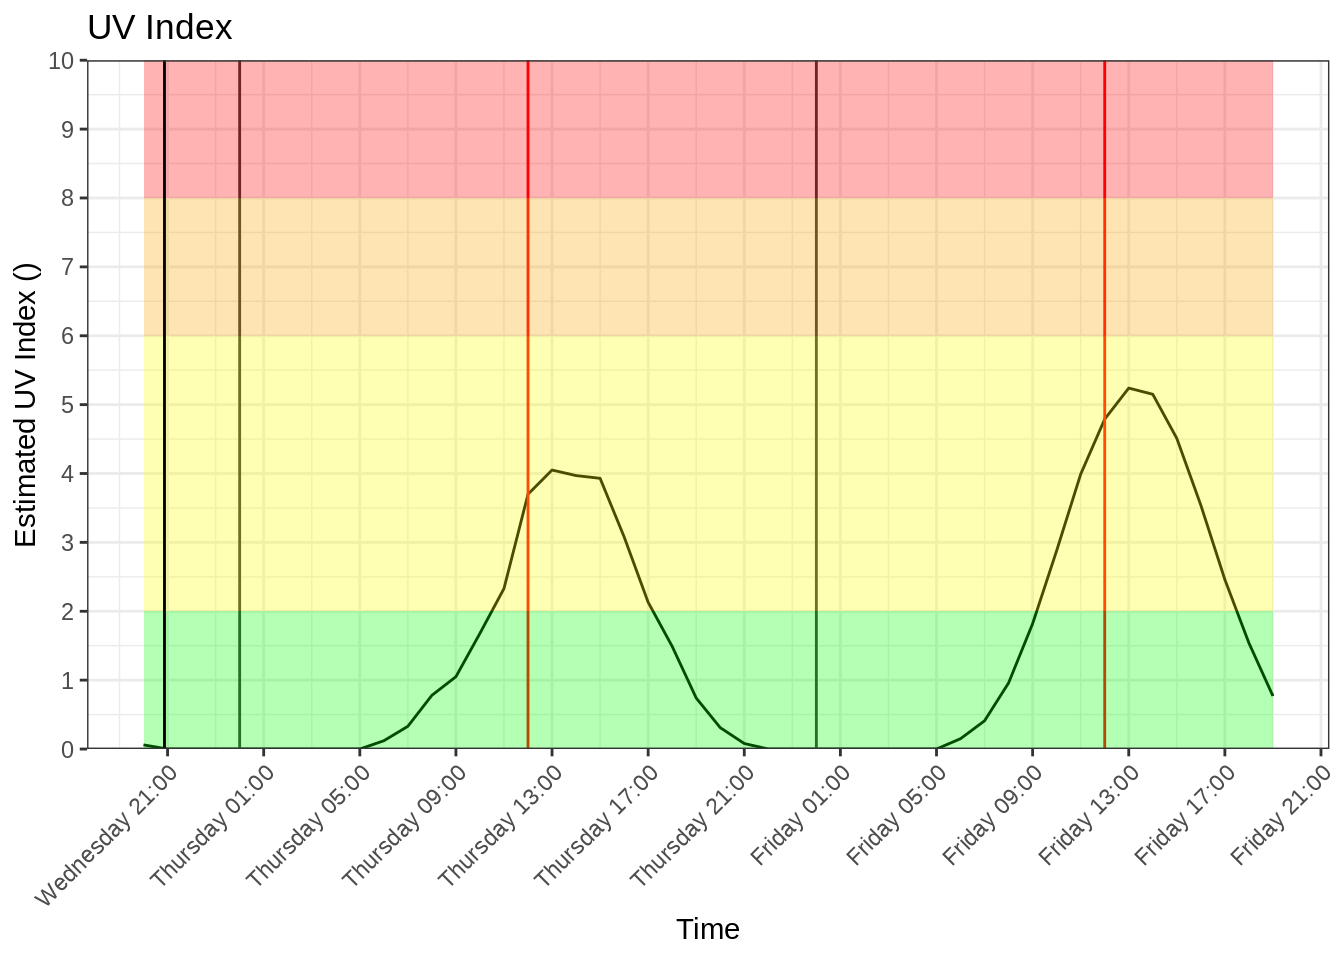 UV Index
Estimated UV Index ()
10
9
8
7
6
5
4
3
2
1
0
Wednesday 21:00
Thursday 01:00
Thursday 05:00
Thursday 09:00
Thursday 13:00
Thursday 17:00
Thursday 21:00
Friday 01:00
Friday 05:00
Friday 09:00
Friday 13:00
Friday 17:00
Friday 21:00
Time